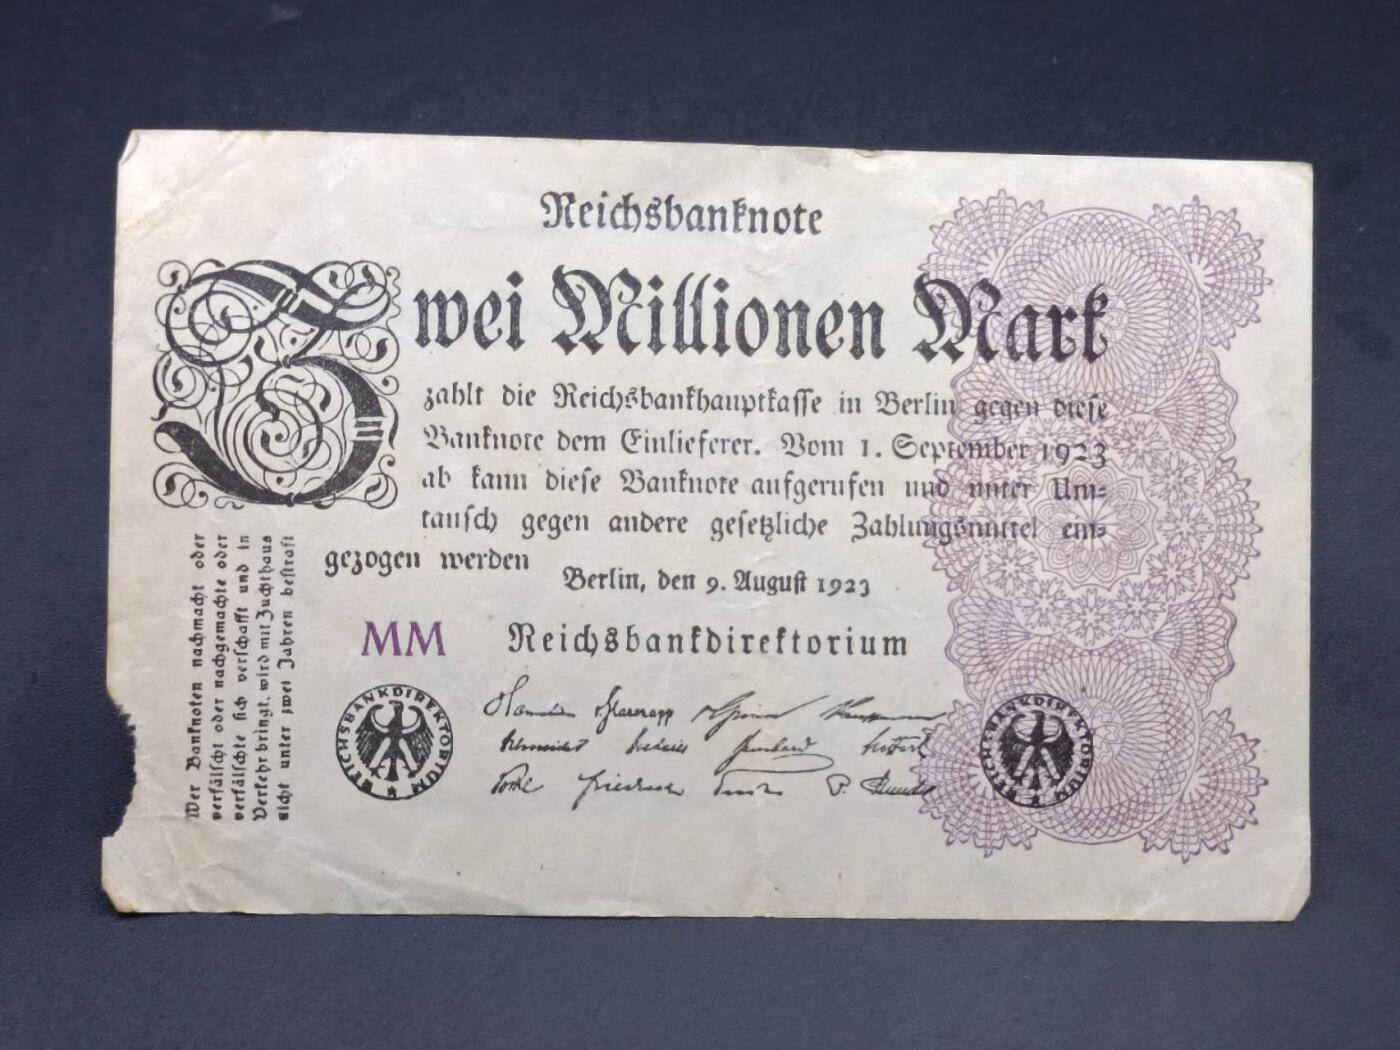 Reichsbanknote
Zwei Millionen Mark
zahlt die Reichsbankhauptkasse in Berlin gegen diese
Banknote dem Einlieferer. Vom 1. September 1923
ab kann diese Banknote aufgerufen und unter Um=
tausch gegen andere gesetzliche Zahlungsmittel ein=
gezogen werden
Berlin, den 9. August 1923
MM Reichsbankdirektorium
REICHSBANKDIREKTORIUM
REICHSBANKDIREKTORIUM
v. Glasenapp
Friedrich
P. 
Wer Banknoten nachmacht oder
verfälscht oder nachgemachte oder
verfälschte sich verschafft und in
Verkehr bringt, wird mit Zuchthaus
nicht unter zwei Jahren bestraft